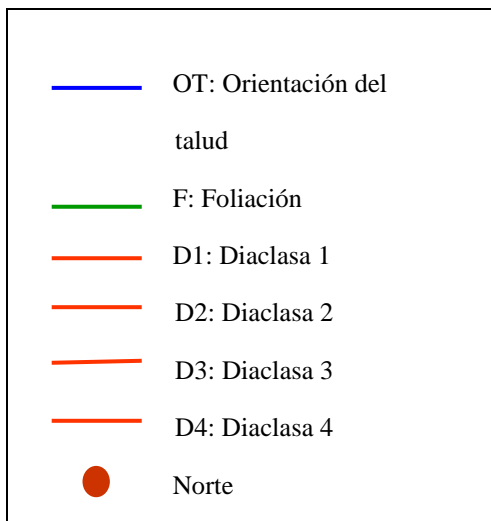 OT: Orientación del
talud
F: Foliación
D1: Diaclasa 1
D2: Diaclasa 2
D3: Diaclasa 3
D4: Diaclasa 4
Norte